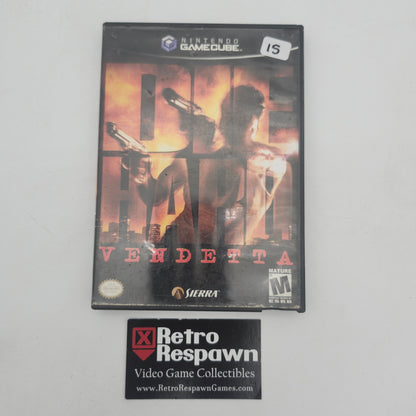 NINTENDO
GAMECUBE
15
DIE
HARD
VENDETTA
SIERRA
MATURE
M
ESRB
Retro
Respawn
Video Game Collectibles
www.RetroRespawnGames.com